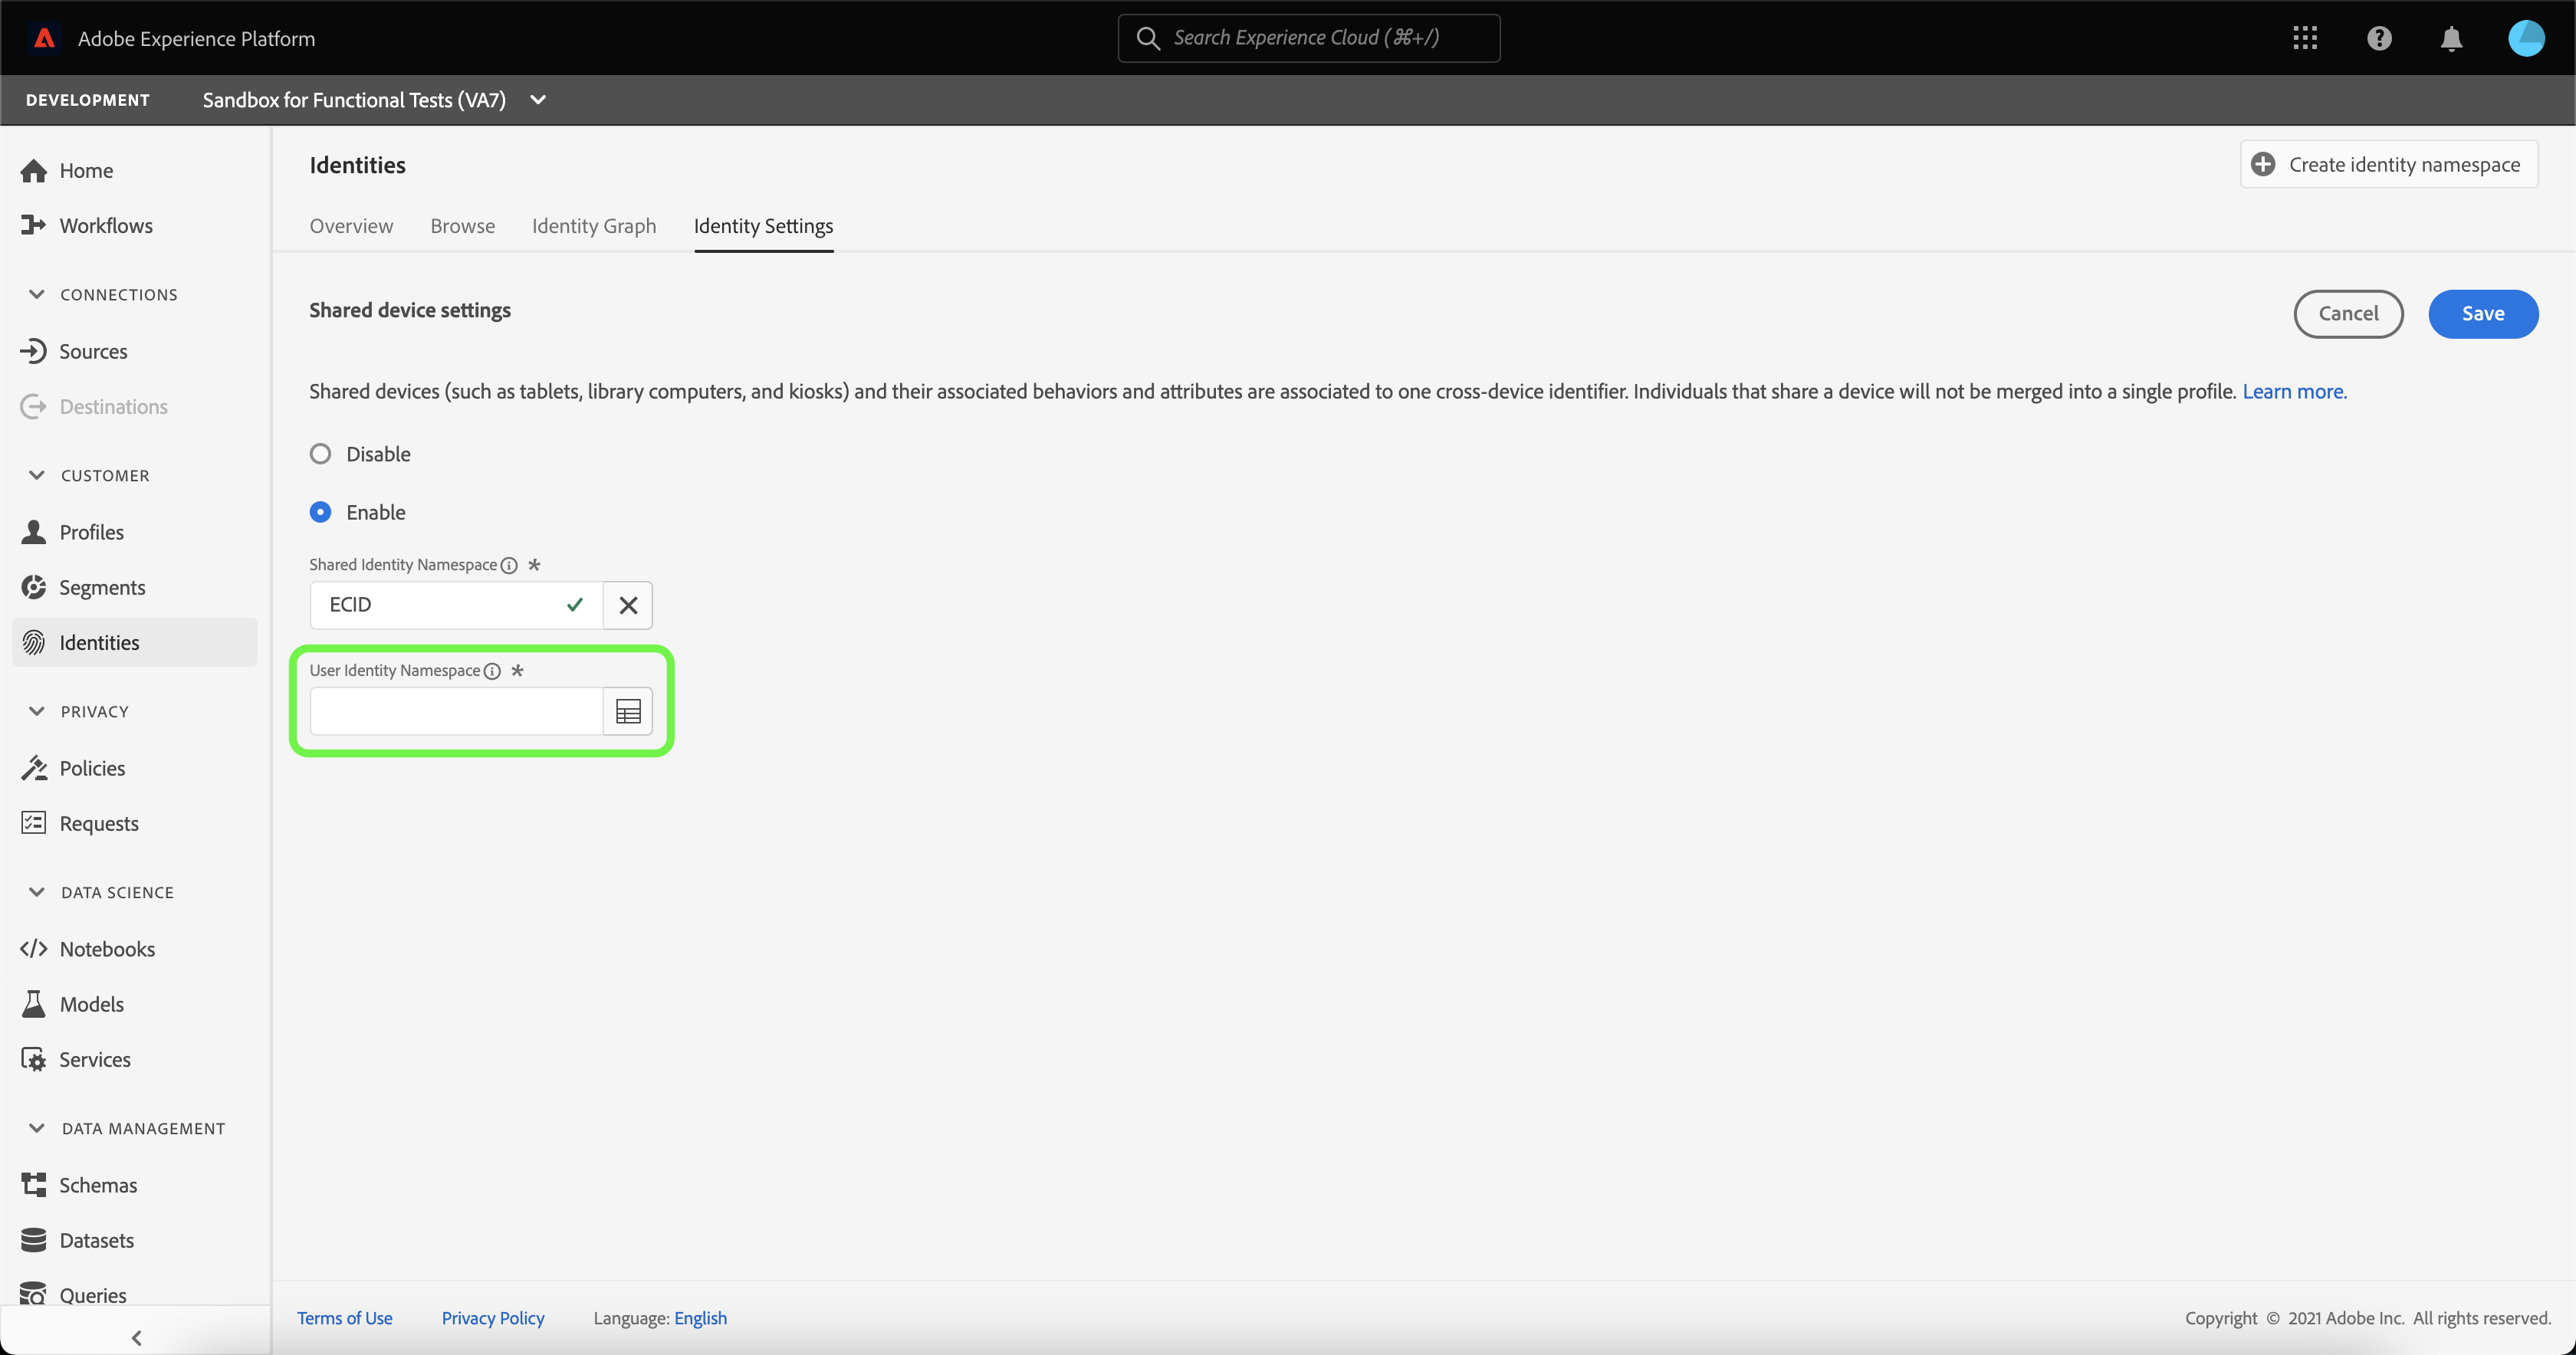 Adobe Experience Platform
Search Experience Cloud (⌘+/)
DEVELOPMENT Sandbox for Functional Tests (VA7)
Home
Workflows
CONNECTIONS
Sources
Destinations
CUSTOMER
Profiles
Segments
Identities
PRIVACY
Policies
Requests
DATA SCIENCE
Notebooks
Models
Services
DATA MANAGEMENT
Schemas
Datasets
Queries
Identities
Create identity namespace
Overview Browse Identity Graph Identity Settings
Shared device settings
Cancel Save
Shared devices (such as tablets, library computers, and kiosks) and their associated behaviors and attributes are associated to one cross-device identifier. Individuals that share a device will not be merged into a single profile. Learn more.
Disable
Enable
Shared Identity Namespace *
ECID
User Identity Namespace *
Terms of Use Privacy Policy Language: English Copyright © 2021 Adobe Inc. All rights reserved.